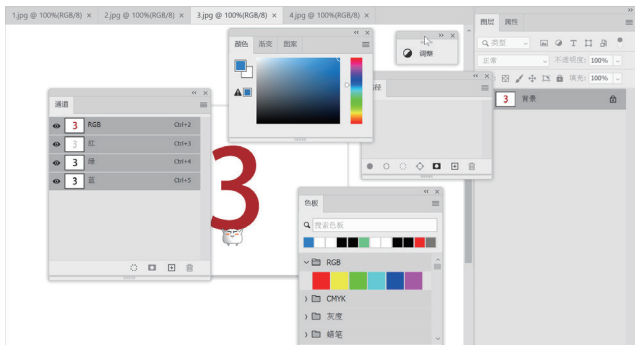 1.jpg @ 100%(RGB/8) × 2.jpg @ 100%(RGB/8) × 3.jpg @ 100%(RGB/8) × 4.jpg @ 100%(RGB/8) ×
图层 属性
类型
正常 不透明度: 100%
填充: 100%
3 背景
颜色 渐变 图案
调整
径
通道
3 RGB Ctrl+2
3 红 Ctrl+3
3 绿 Ctrl+4
3 蓝 Ctrl+5
3
色板
搜索色板
RGB
CMYK
灰度
蜡笔